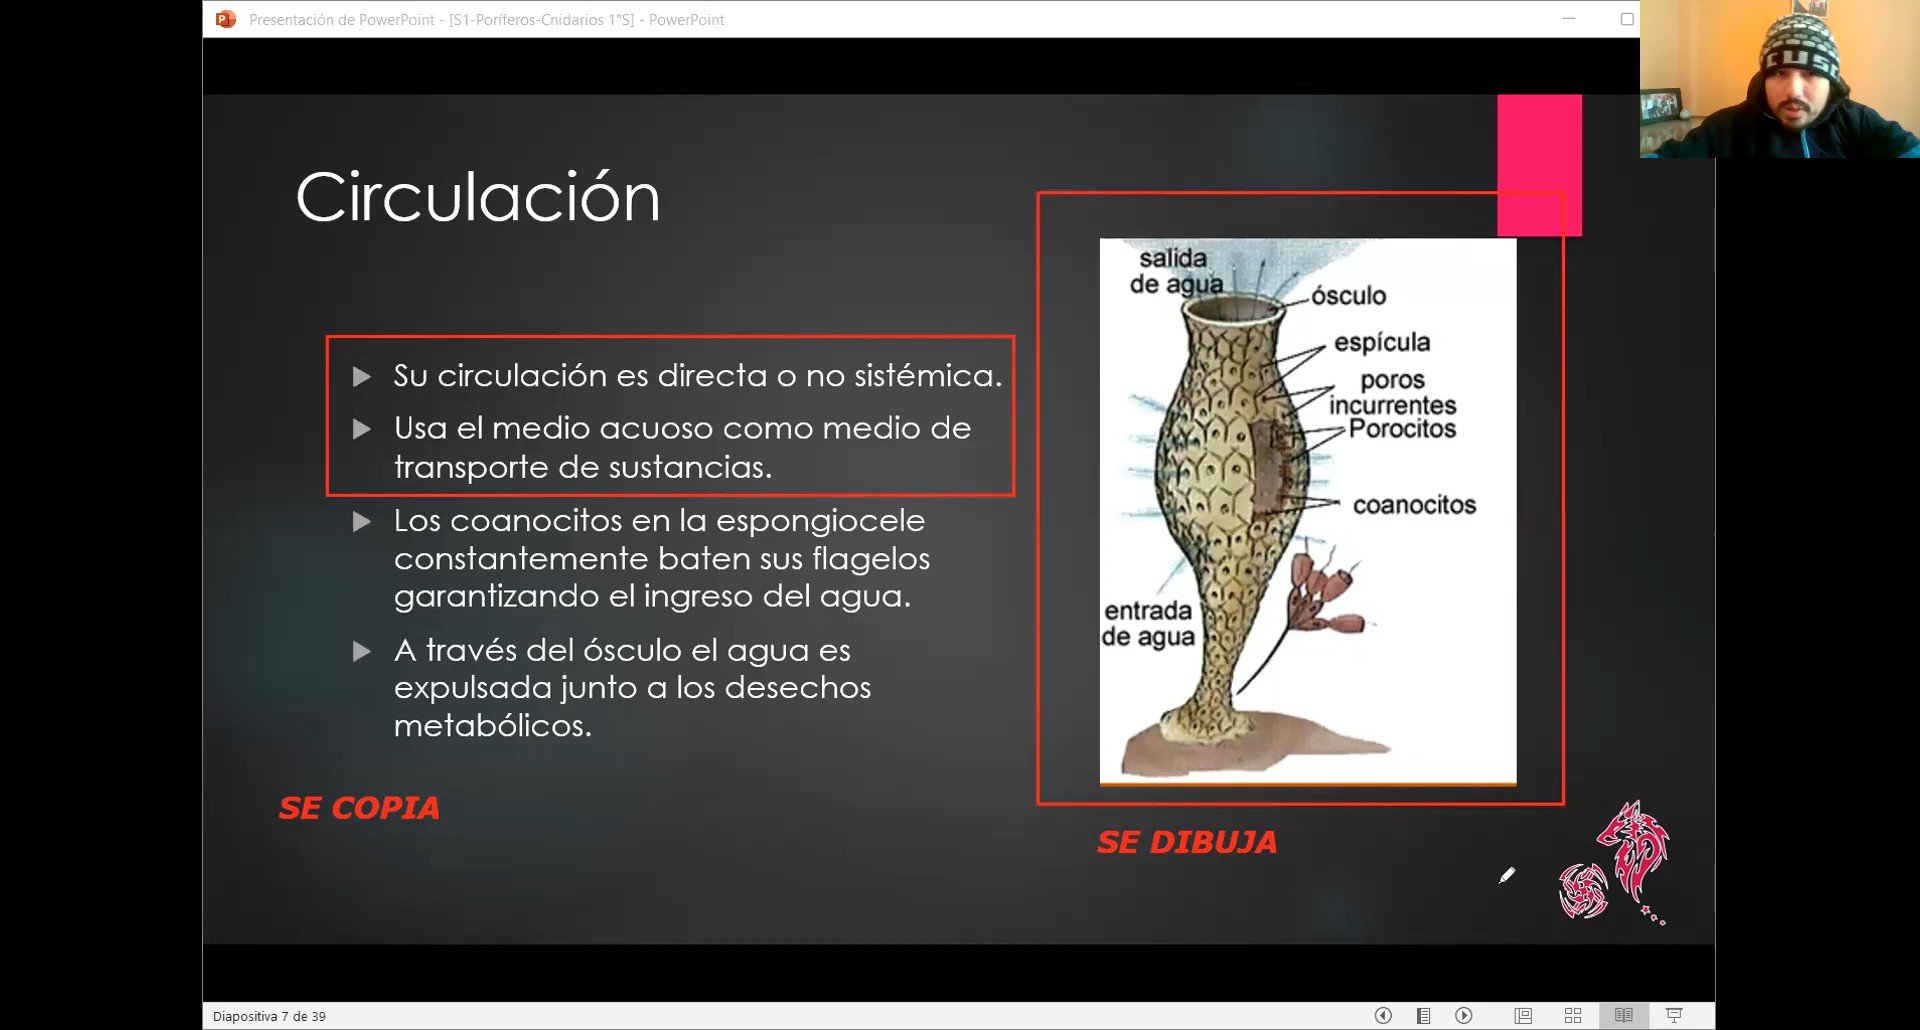 Presentación de PowerPoint - [S1-Poríferos-Cnidarios 1°S] - PowerPoint
CUSC
Circulación
Su circulación es directa o no sistémica.
Usa el medio acuoso como medio de
transporte de sustancias.
Los coanocitos en la espongiocele
constantemente baten sus flagelos
garantizando el ingreso del agua.
A través del ósculo el agua es
expulsada junto a los desechos
metabólicos.
SE COPIA
salida
de agua
ósculo
espícula
poros
incurrentes
Porocitos
coanocitos
entrada
de agua
SE DIBUJA
Diapositiva 7 de 39